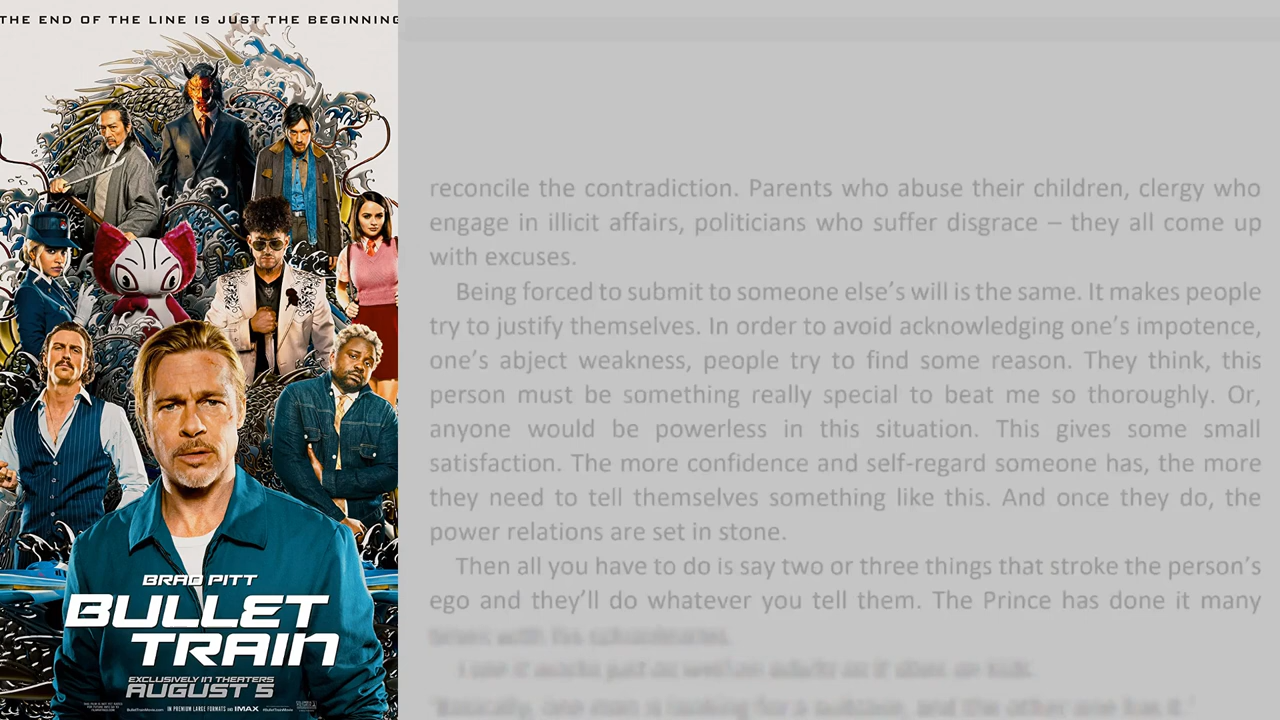 THE END OF THE LINE IS JUST THE BEGINNING
BRAD PITT
BULLET
TRAIN
EXCLUSIVELY IN THEATERS
AUGUST 5
BulletTrainMovie.com IN PREMIUM LARGE FORMATS AND IMAX #BulletTrainMovie
reconcile the contradiction. Parents who abuse their children, clergy who
engage in illicit affairs, politicians who suffer disgrace – they all come up
with excuses.
Being forced to submit to someone else's will is the same. It makes people
try to justify themselves. In order to avoid acknowledging one's impotence,
one's abject weakness, people try to find some reason. They think, this
person must be something really special to beat me so thoroughly. Or,
anyone would be powerless in this situation. This gives some small
satisfaction. The more confidence and self-regard someone has, the more
they need to tell themselves something like this. And once they do, the
power relations are set in stone.
Then all you have to do is say two or three things that stroke the person's
ego and they'll do whatever you tell them. The Prince has done it many